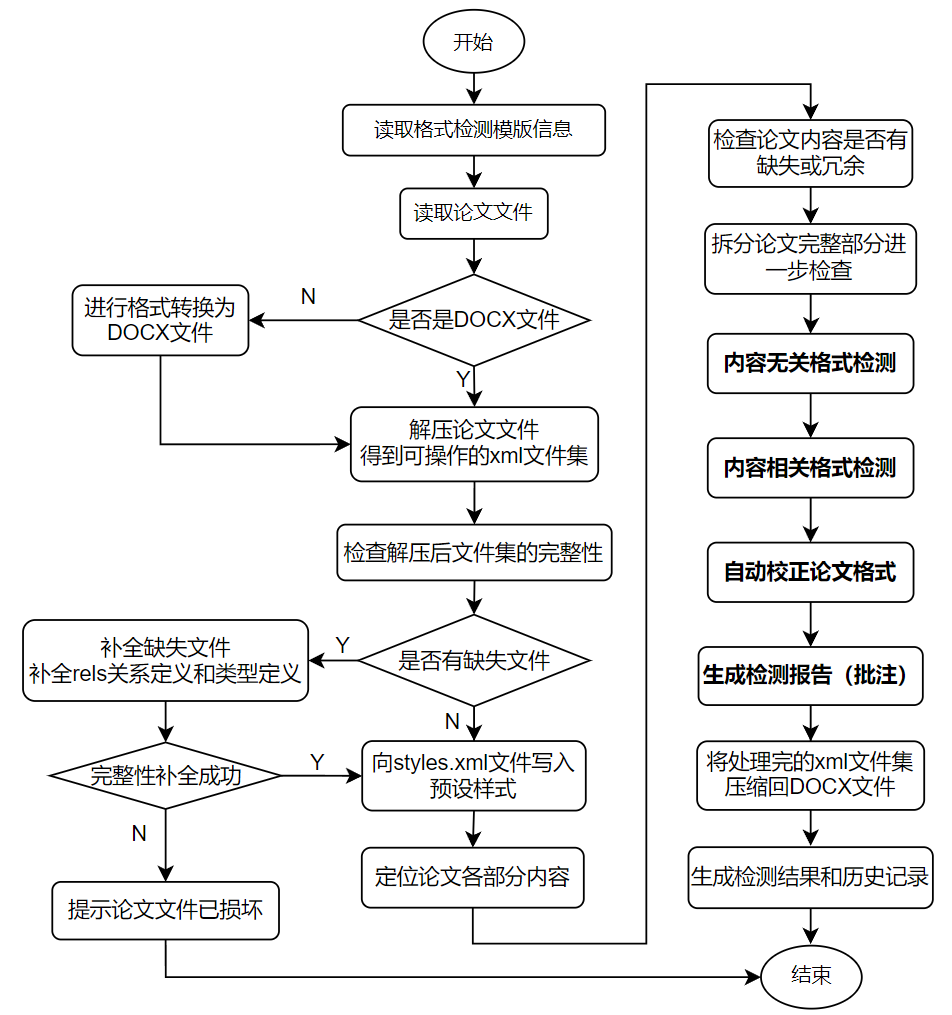 开始
读取格式检测模版信息
读取论文文件
是否是DOCX文件
N
进行格式转换为
DOCX文件
Y
解压论文文件
得到可操作的xml文件集
检查解压后文件集的完整性
是否有缺失文件
Y
补全缺失文件
补全rels关系定义和类型定义
完整性补全成功
N
Y
N
提示论文文件已损坏
向styles.xml文件写入
预设样式
定位论文各部分内容
检查论文内容是否有
缺失或冗余
拆分论文完整部分进
一步检查
内容无关格式检测
内容相关格式检测
自动校正论文格式
生成检测报告（批注）
将处理完的xml文件集
压缩回DOCX文件
生成检测结果和历史记录
结束